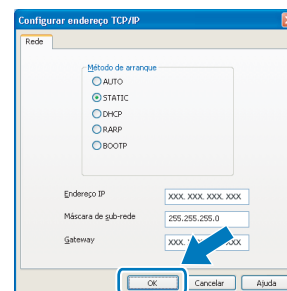 Configurar endereço TCP/IP
Rede
Método de arranque
AUTO
STATIC
DHCP
RARP
BOOTP
Endereço IP XXX. XXX. XXX. XXX
Máscara de sub-rede 255.255.255.0
Gateway XXX.
OK Cancelar Ajuda